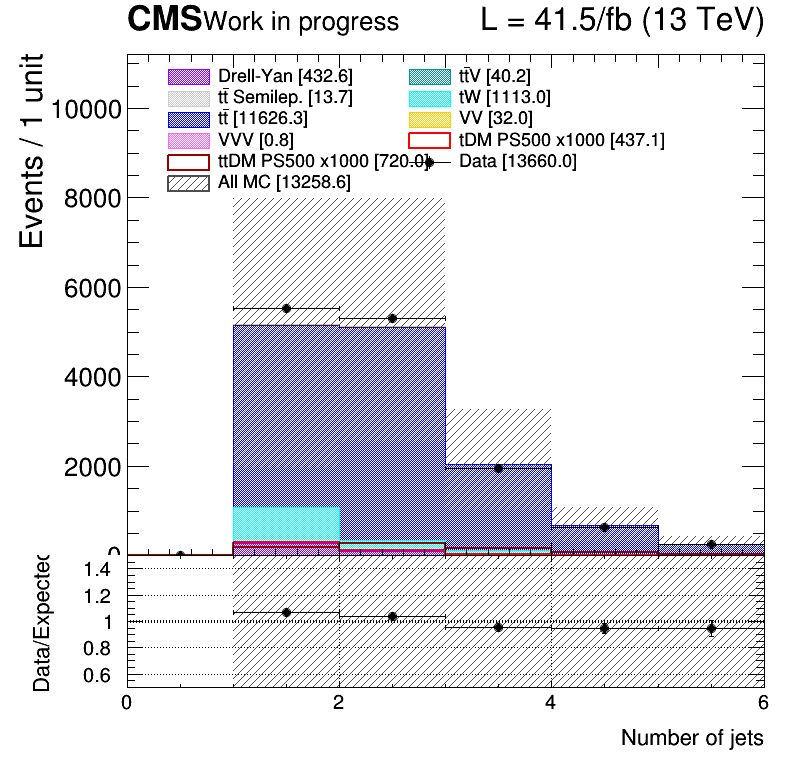 CMS Work in progress L = 41.5/fb (13 TeV)
Events / 1 unit
Drell-Yan [432.6] tt̄V [40.2]
tt̄ Semilep. [13.7] tW [1113.0]
tt̄ [11626.3] VV [32.0]
VVV [0.8] tDM PS500 x1000 [437.1]
ttDM PS500 x1000 [720.0] Data [13660.0]
All MC [13258.6]
10000
8000
6000
4000
2000
0
Data/Expected
1.4
1.2
1
0.8
0.6
0 2 4 6
Number of jets